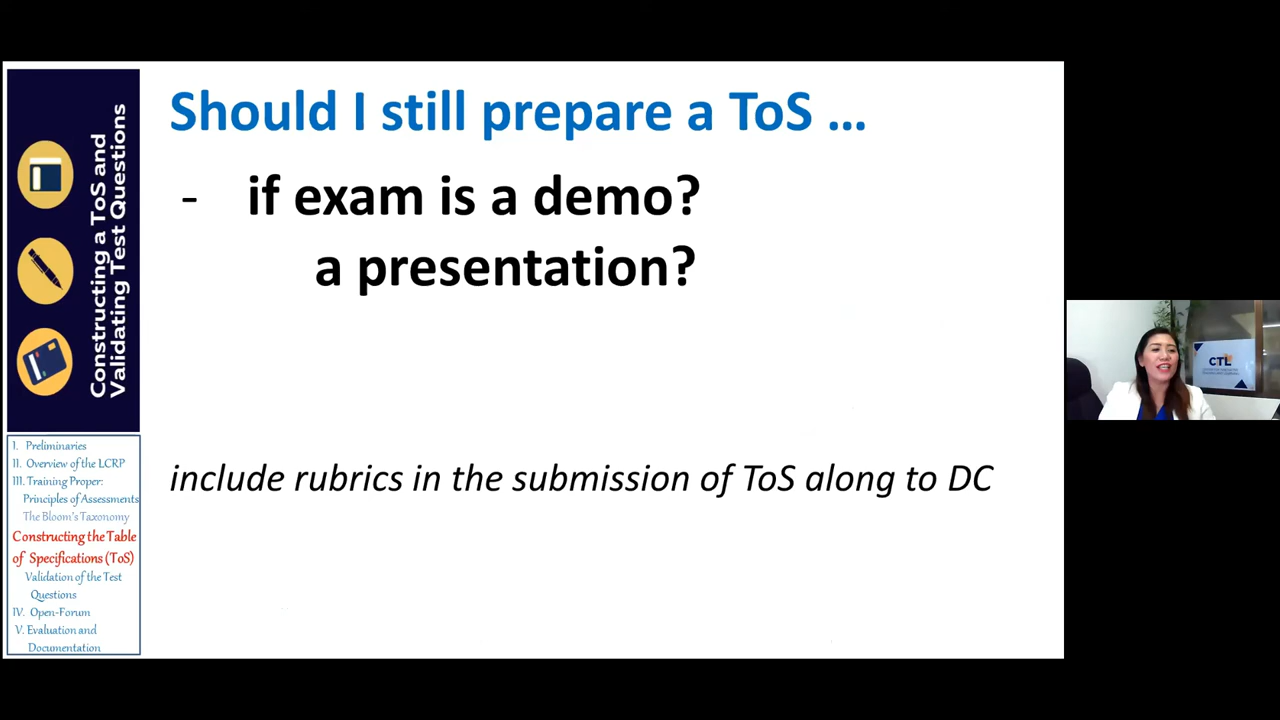 Constructing a ToS and
Validating Test Questions
Should I still prepare a ToS ...
- if exam is a demo?
a presentation?
include rubrics in the submission of ToS along to DC
I. Preliminaries
II. Overview of the LCRP
III. Training Proper:
Principles of Assessments
The Bloom's Taxonomy
Constructing the Table
of Specifications (ToS)
Validation of the Test
Questions
IV. Open-Forum
V. Evaluation and
Documentation
CTL